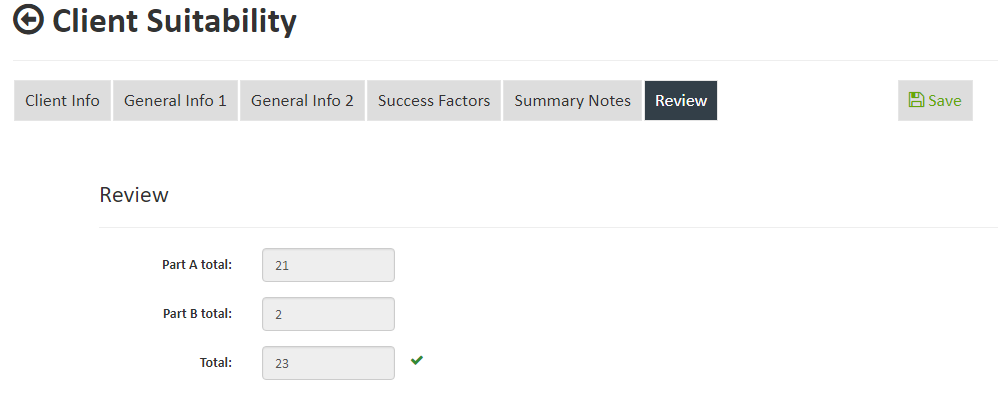 Client Suitability
Client Info General Info 1 General Info 2 Success Factors Summary Notes Review Save
Review
Part A total: 21
Part B total: 2
Total: 23